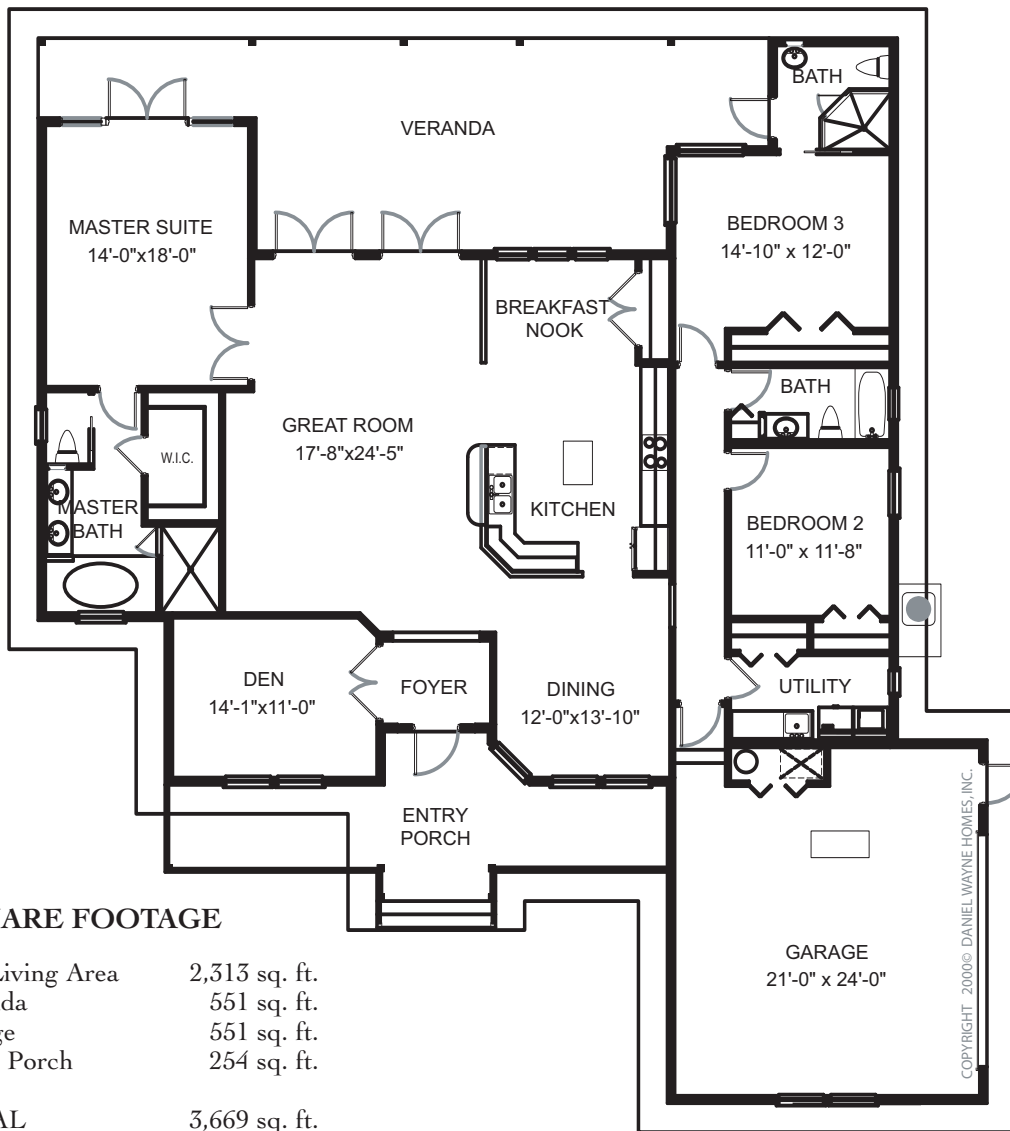 BATH
VERANDA
MASTER SUITE
14'-0"x18'-0"
BEDROOM 3
14'-10" x 12'-0"
BREAKFAST
NOOK
BATH
GREAT ROOM
17'-8"x24'-5"
W.I.C.
MASTER
BATH
KITCHEN
BEDROOM 2
11'-0" x 11'-8"
DEN
14'-1"x11'-0"
FOYER
DINING
12'-0"x13'-10"
UTILITY
ENTRY
PORCH
GARAGE
21'-0" x 24'-0"
COPYRIGHT 2000© DANIEL WAYNE HOMES, INC.
FOOTAGE
Living Area 2,313 sq. ft.
551 sq. ft.
551 sq. ft.
Porch 254 sq. ft.
3,669 sq. ft.